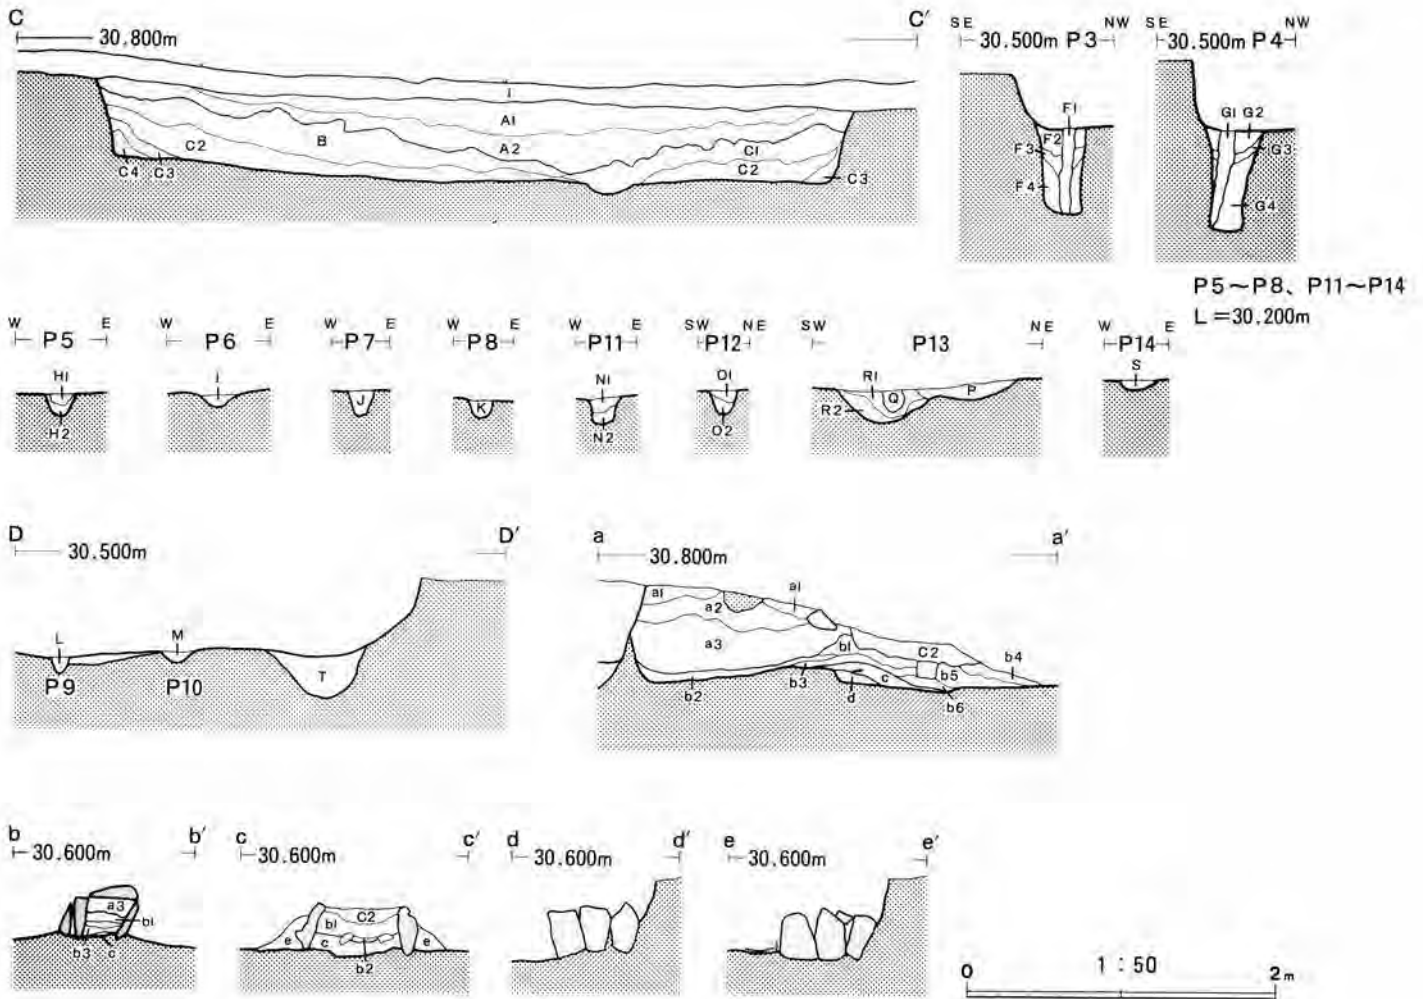 C C′
30.800m
I
A1
A2
B
C1
C2 C2
C4 C3 C3
SE NW
30.500m P3
F1
F2
F3
F4
SE NW
30.500m P4
G1 G2
G3
G4
P5～P8、P11～P14
L＝30.200m
W E
P5
H1
H2
W E
P6
I
W E
P7
J
W E
P8
K
W E
P11
N1
N2
SW NE
P12
O1
O2
SW NE
P13
R1
Q P
R2
W E
P14
S
D D′
30.500m
L M
T
P9 P10
a a′
30.800m
a1 a1
a2
a3
b1
C2
b4
b5
b2 b3 c
d b6
b b′
30.600m
a3
b1
b3 c
c c′
30.600m
C2
b1
e c e
b2
d d′
30.600m
e e′
30.600m
1：50
0 2m